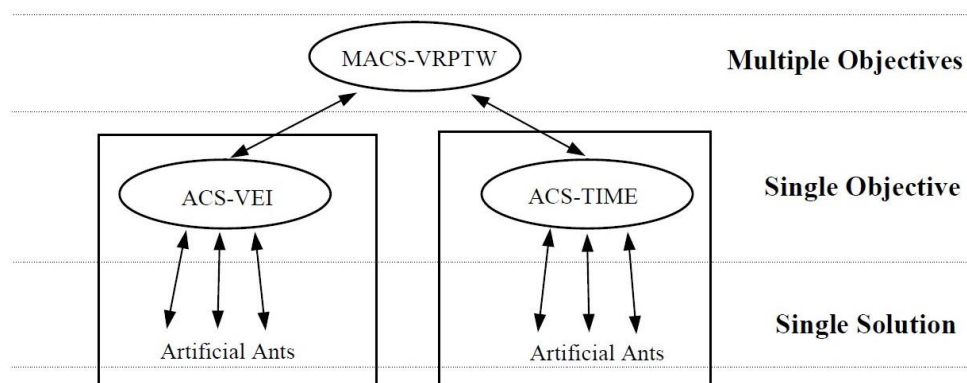 MACS-VRPTW
Multiple Objectives
ACS-VEI
ACS-TIME
Single Objective
Artificial Ants
Artificial Ants
Single Solution